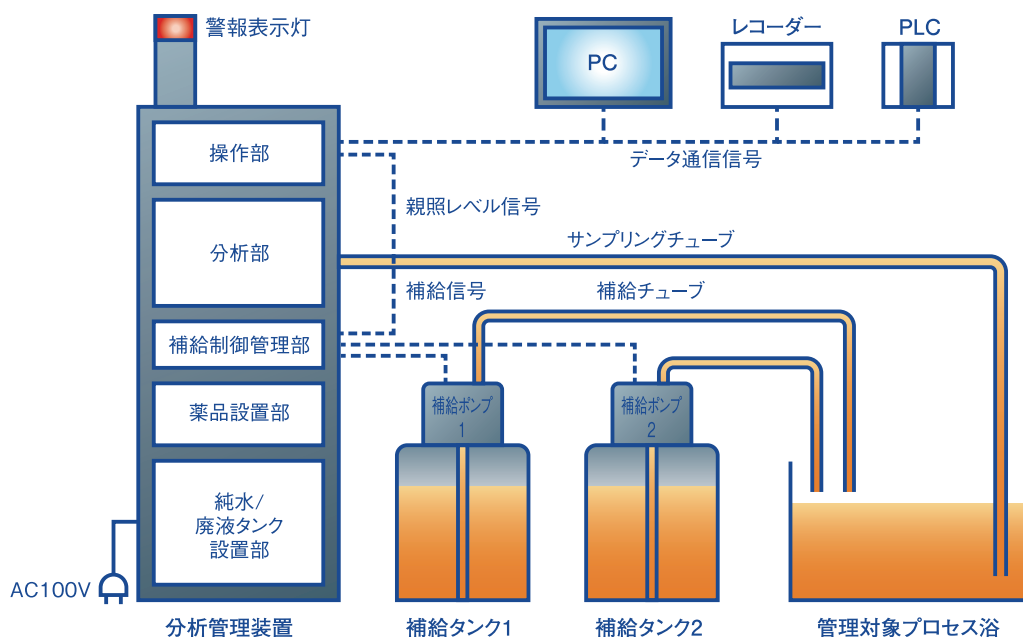 警報表示灯
レコーダー
PLC
PC
操作部
データ通信信号
親照レベル信号
サンプリングチューブ
分析部
補給信号
補給チューブ
補給制御管理部
薬品設置部
補給ポンプ
1
補給ポンプ
2
純水/
廃液タンク
設置部
AC100V
分析管理装置
補給タンク1
補給タンク2
管理対象プロセス浴